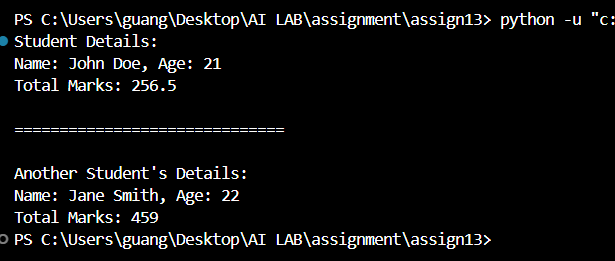 PS C:\Users\guang\Desktop\AI LAB\assignment\assign13> python -u "c:
Student Details:
Name: John Doe, Age: 21
Total Marks: 256.5
==============================
Another Student's Details:
Name: Jane Smith, Age: 22
Total Marks: 459
PS C:\Users\guang\Desktop\AI LAB\assignment\assign13>